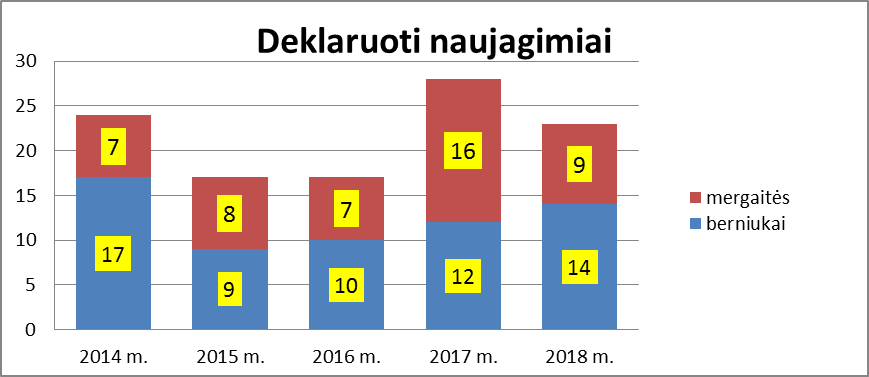 Deklaruoti naujagimiai
30
25
20
15
10
5
0
7
17
8
9
7
10
16
12
9
14
2014 m.
2015 m.
2016 m.
2017 m.
2018 m.
mergaitės
berniukai